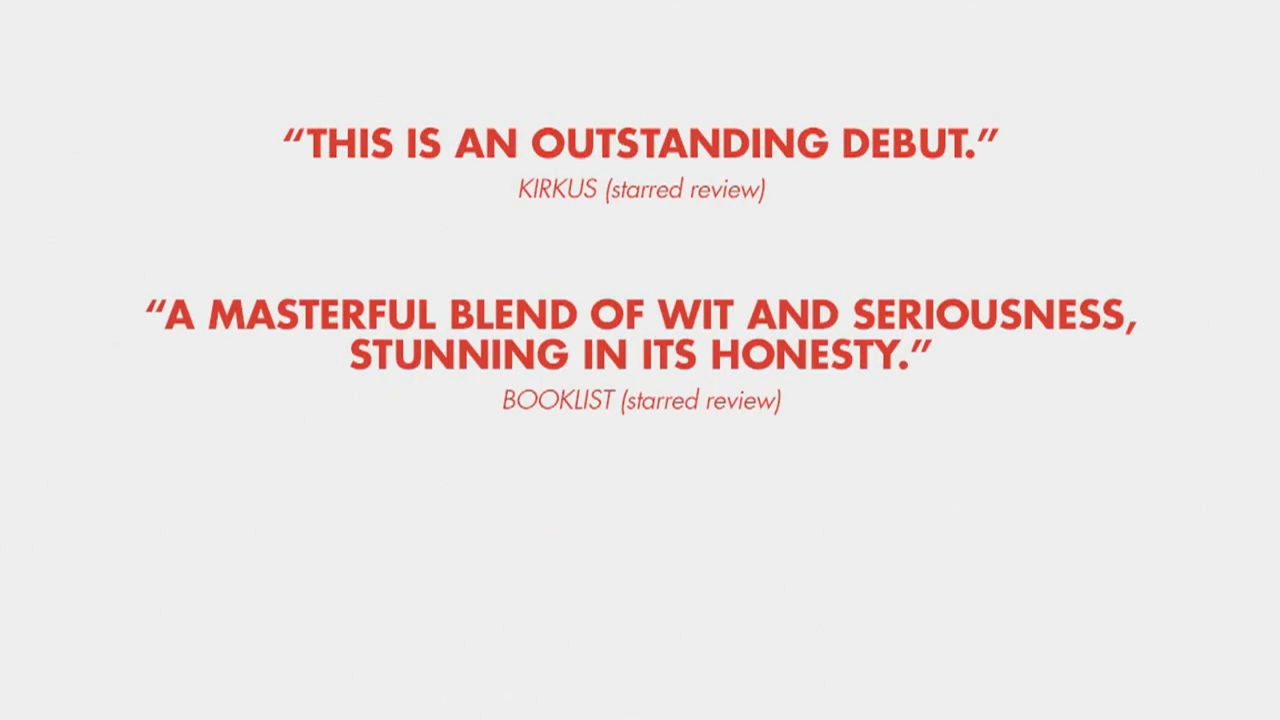 “THIS IS AN OUTSTANDING DEBUT.”
KIRKUS (starred review)
“A MASTERFUL BLEND OF WIT AND SERIOUSNESS,
STUNNING IN ITS HONESTY.”
BOOKLIST (starred review)